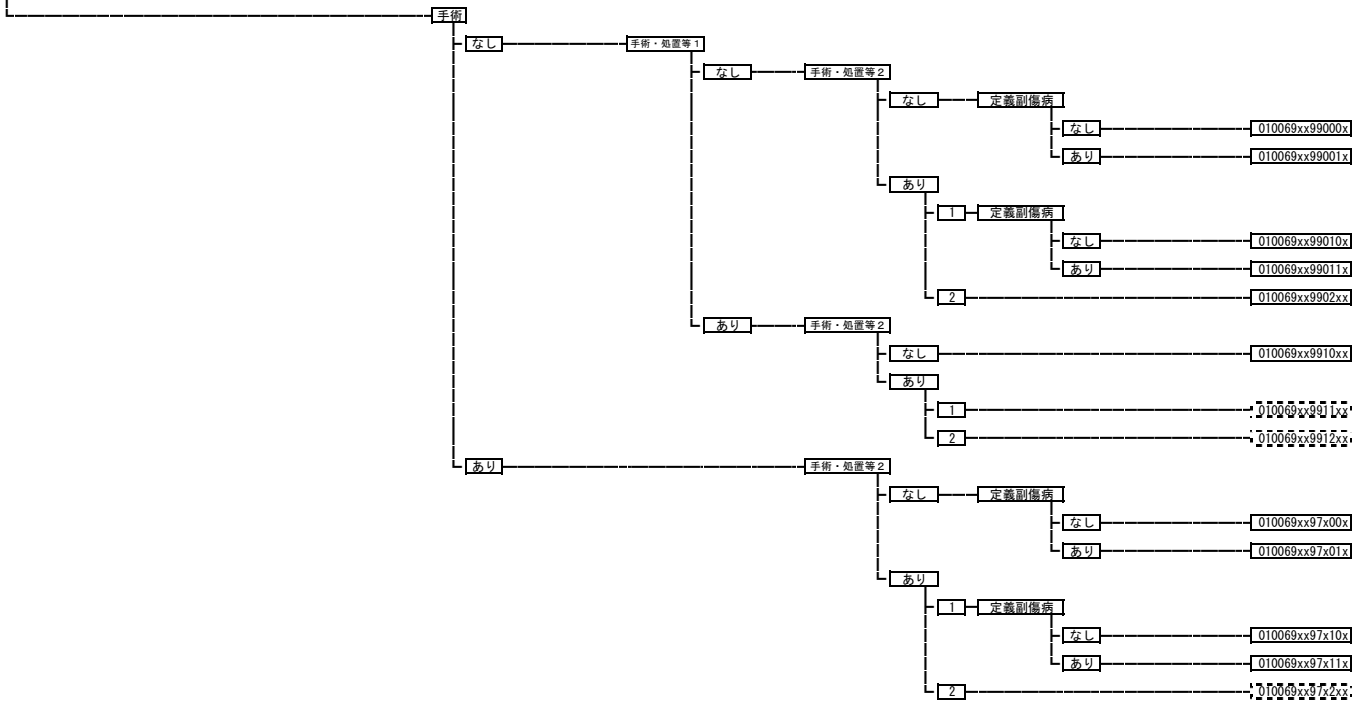 手術
なし 手術・処置等1
なし 手術・処置等2
なし 定義副傷病
なし 010069xx99000x
あり 010069xx99001x
あり
1 定義副傷病
なし 010069xx99010x
あり 010069xx99011x
2 010069xx9902xx
あり 手術・処置等2
なし 010069xx9910xx
あり
1 010069xx9911xx
2 010069xx9912xx
あり 手術・処置等2
なし 定義副傷病
なし 010069xx97x00x
あり 010069xx97x01x
あり
1 定義副傷病
なし 010069xx97x10x
あり 010069xx97x11x
2 010069xx97x2xx